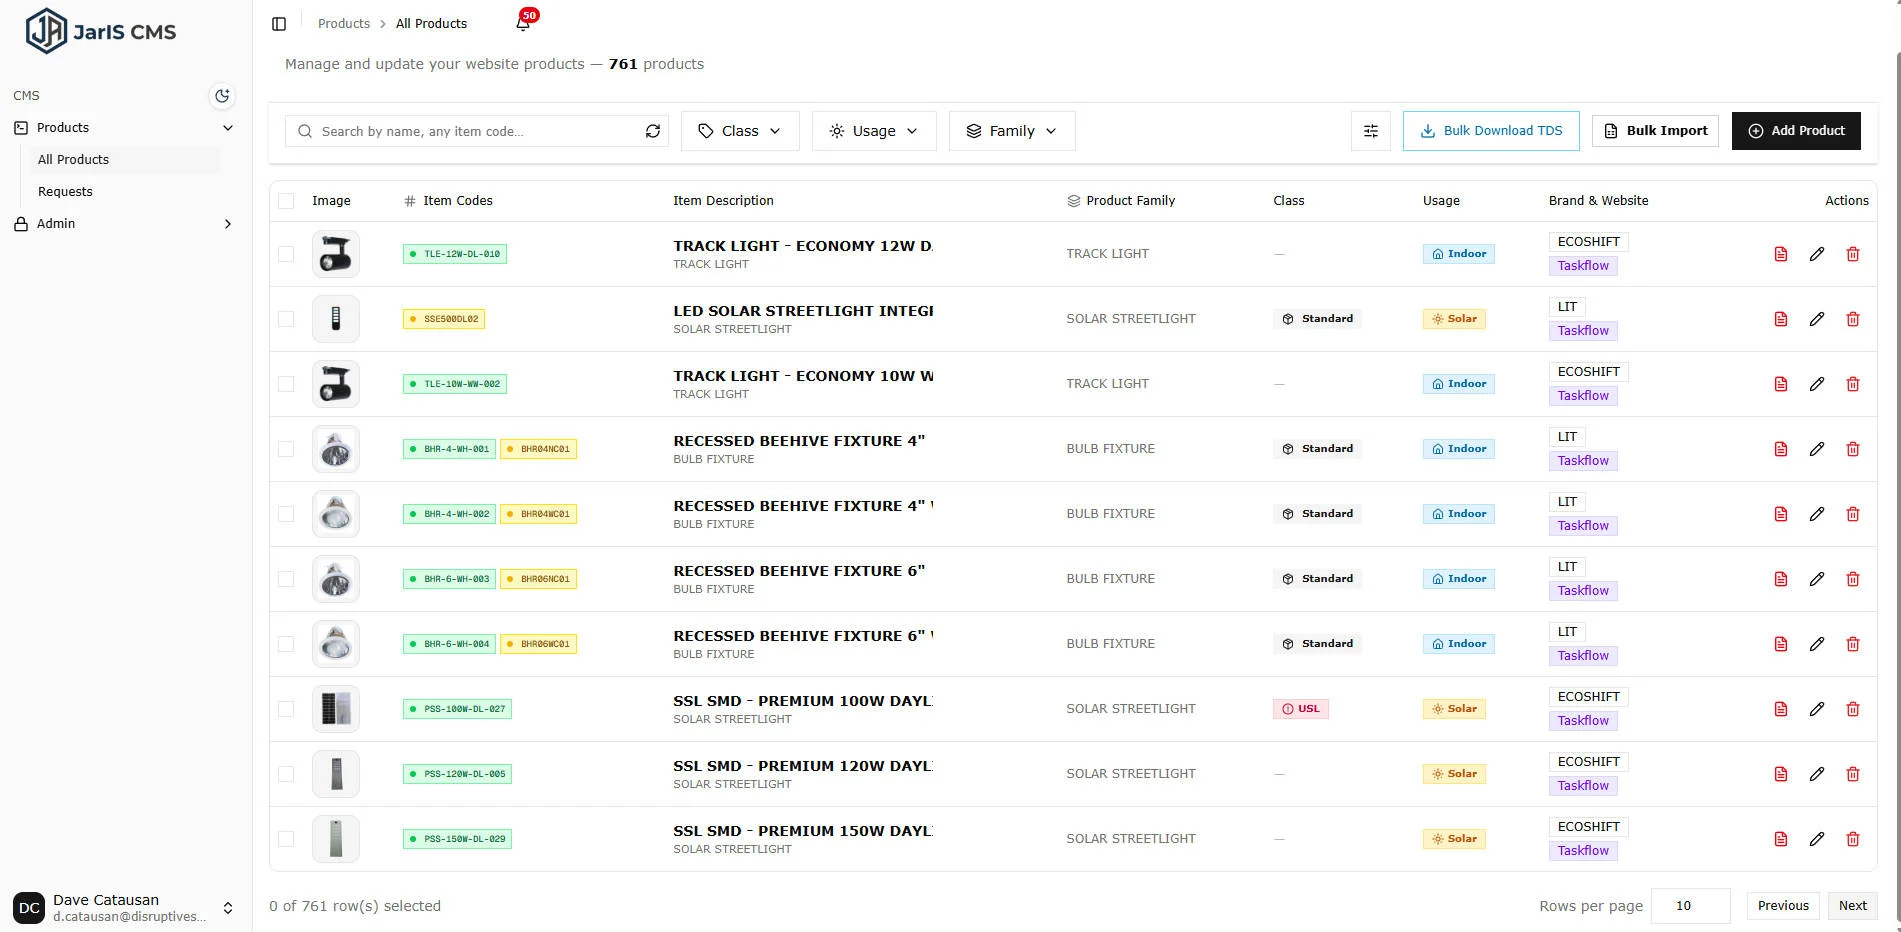 JarIS CMS
Products > All Products
50
Manage and update your website products — 761 products
CMS
Products
All Products
Requests
Admin
Search by name, any item code...
Class
Usage
Family
Bulk Download TDS
Bulk Import
Add Product
Image # Item Codes Item Description Product Family Class Usage Brand & Website Actions
TLE-12W-DL-010 TRACK LIGHT - ECONOMY 12W D. TRACK LIGHT — Indoor ECOSHIFT
TRACK LIGHT Taskflow
SSE500DL02 LED SOLAR STREETLIGHT SOLAR STREETLIGHT Standard Solar LIT
SOLAR STREETLIGHT Taskflow
TLE-10W-WW-002 TRACK LIGHT - ECONOMY 10W W TRACK LIGHT — Indoor ECOSHIFT
TRACK LIGHT Taskflow
BHR-4-WH-001 BHR04NC01 RECESSED BEEHIVE FIXTURE 4" BULB FIXTURE Standard Indoor LIT
BULB FIXTURE Taskflow
BHR-4-WH-002 BHR04WC01 RECESSED BEEHIVE FIXTURE 4" BULB FIXTURE Standard Indoor LIT
BULB FIXTURE Taskflow
BHR-6-WH-003 BHR06NC01 RECESSED BEEHIVE FIXTURE 6" BULB FIXTURE Standard Indoor LIT
BULB FIXTURE Taskflow
BHR-6-WH-004 BHR06WC01 RECESSED BEEHIVE FIXTURE 6" BULB FIXTURE Standard Indoor LIT
BULB FIXTURE Taskflow
PSS-100W-DL-027 SSL SMD - PREMIUM 100W DAYL SOLAR STREETLIGHT USL Solar ECOSHIFT
SOLAR STREETLIGHT Taskflow
PSS-120W-DL-005 SSL SMD - PREMIUM 120W DAYL SOLAR STREETLIGHT — Solar ECOSHIFT
SOLAR STREETLIGHT Taskflow
PSS-150W-DL-029 SSL SMD - PREMIUM 150W DAYL SOLAR STREETLIGHT — Solar ECOSHIFT
SOLAR STREETLIGHT Taskflow
DC
Dave Catausan
d.catausan@disruptives...
0 of 761 row(s) selected
Rows per page 10 Previous Next